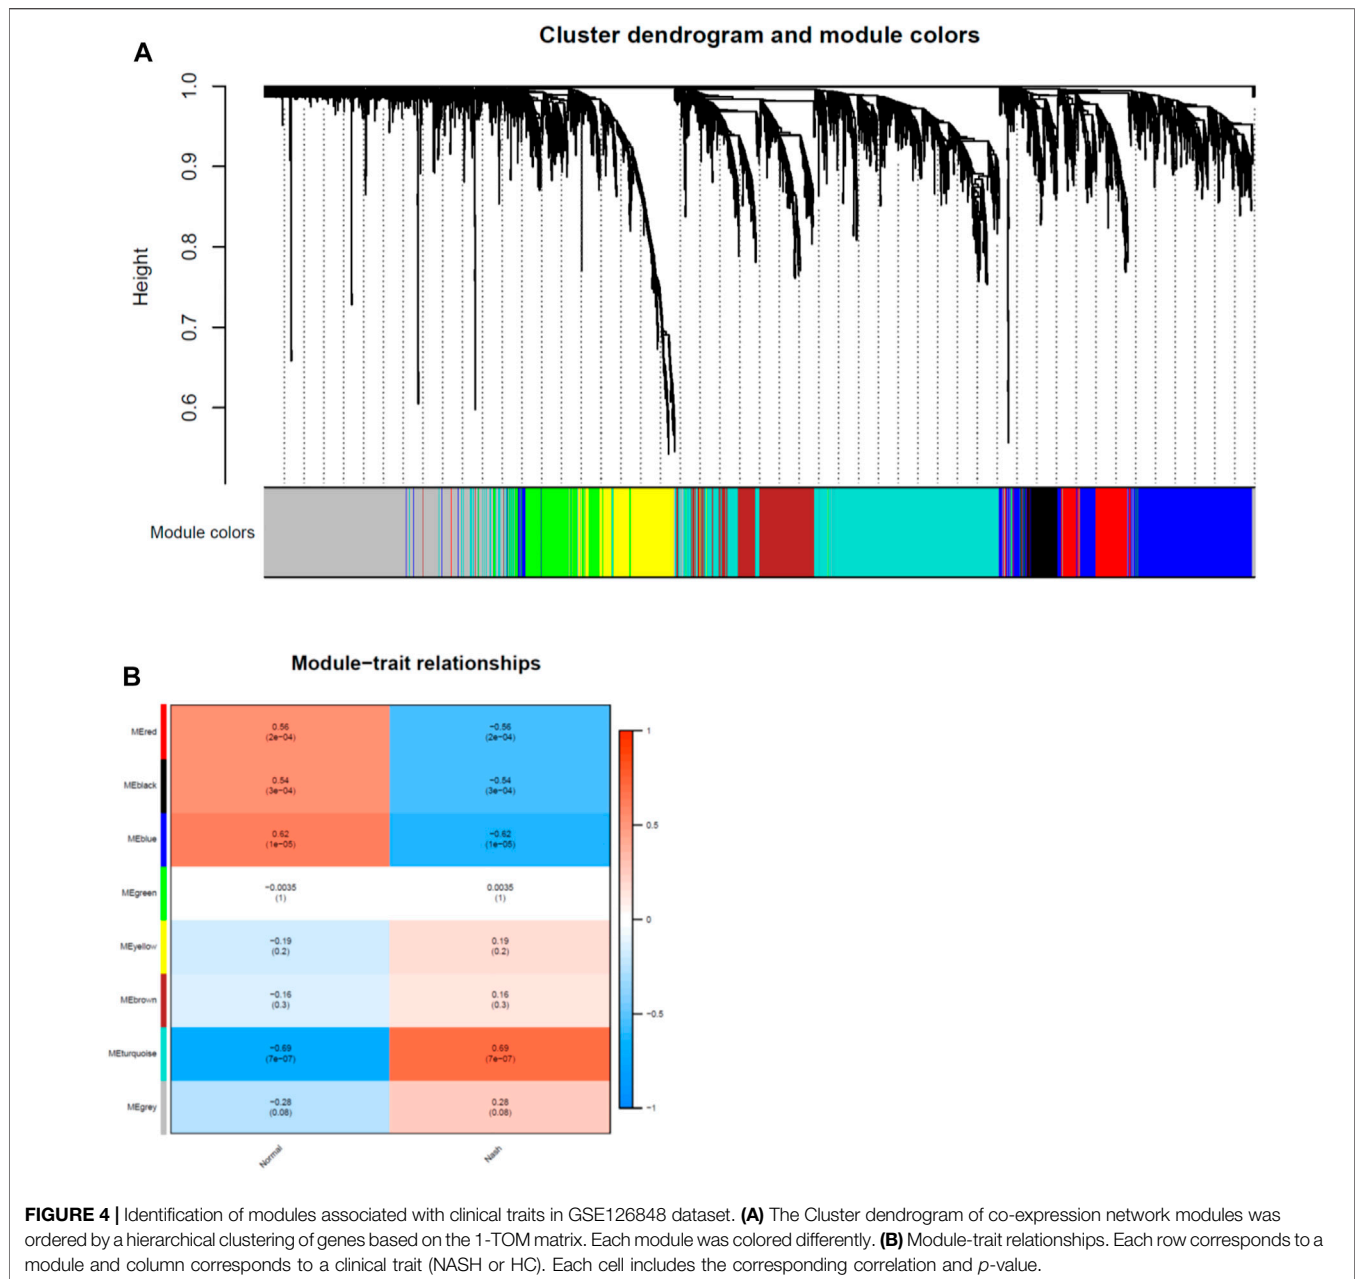 Cluster dendrogram and module colors
A
1.0
0.9
0.8
0.7
0.6
Height
Module colors
Module−trait relationships
B
MEred
0.56
(2e−04)
−0.56
(2e−04)
MEblack
0.54
(3e−04)
−0.54
(3e−04)
MEblue
0.62
(1e−05)
−0.62
(1e−05)
MEgreen
−0.0035
(1)
0.0035
(1)
MEyellow
−0.19
(0.2)
0.19
(0.2)
MEbrown
−0.16
(0.3)
0.16
(0.3)
MEturquoise
−0.69
(7e−07)
0.69
(7e−07)
MEgrey
−0.28
(0.08)
0.28
(0.08)
1
0.5
0
−0.5
−1
Normal
Nash
FIGURE 4 | Identification of modules associated with clinical traits in GSE126848 dataset. (A) The Cluster dendrogram of co-expression network modules was
ordered by a hierarchical clustering of genes based on the 1-TOM matrix. Each module was colored differently. (B) Module-trait relationships. Each row corresponds to a
module and column corresponds to a clinical trait (NASH or HC). Each cell includes the corresponding correlation and p-value.